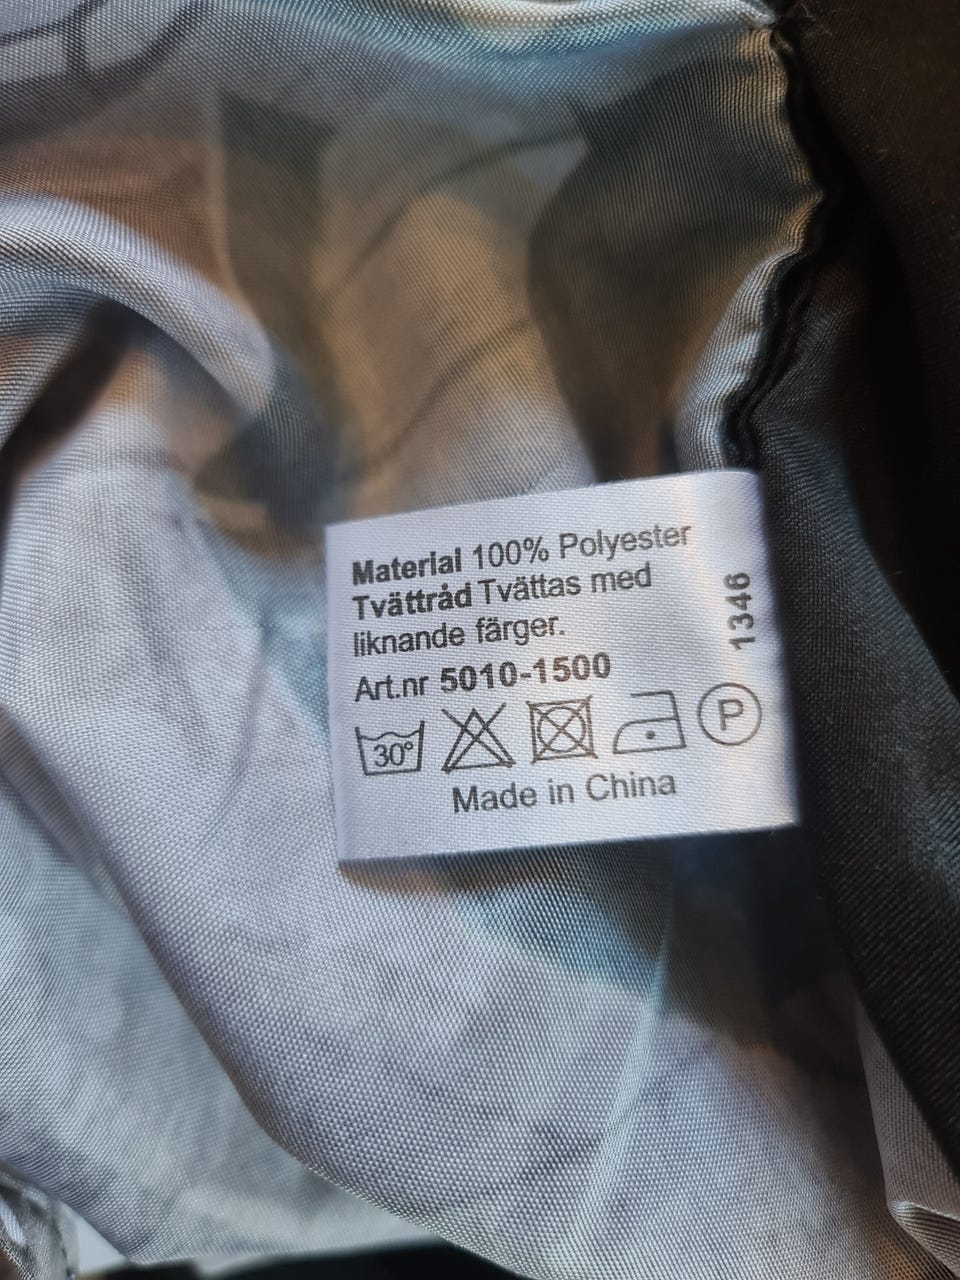 Material 100% Polyester
Tvättråd Tvättas med
liknande färger.
Art.nr 5010-1500
30°
P
Made in China
1346